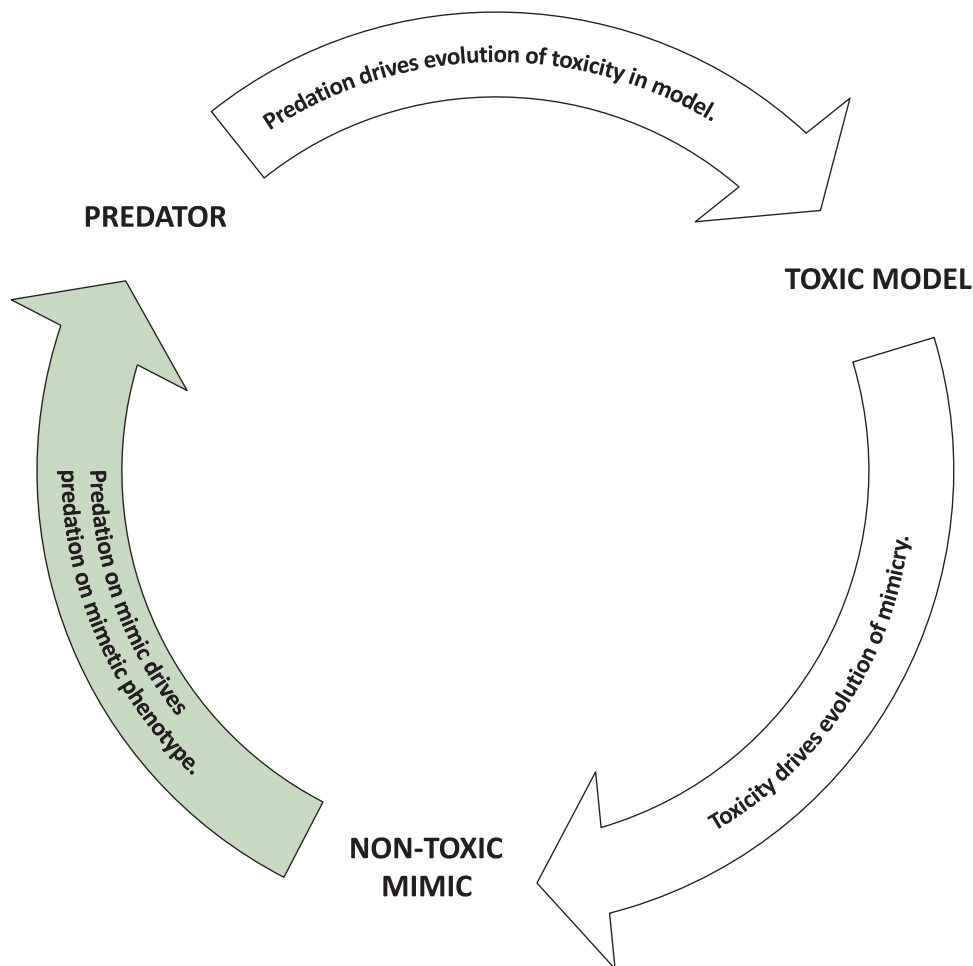 Predation drives evolution of toxicity in model.
PREDATOR
TOXIC MODEL
Toxicity drives evolution of mimicry.
NON-TOXIC
MIMIC
Predation on mimic drives
predation on mimetic phenotype.